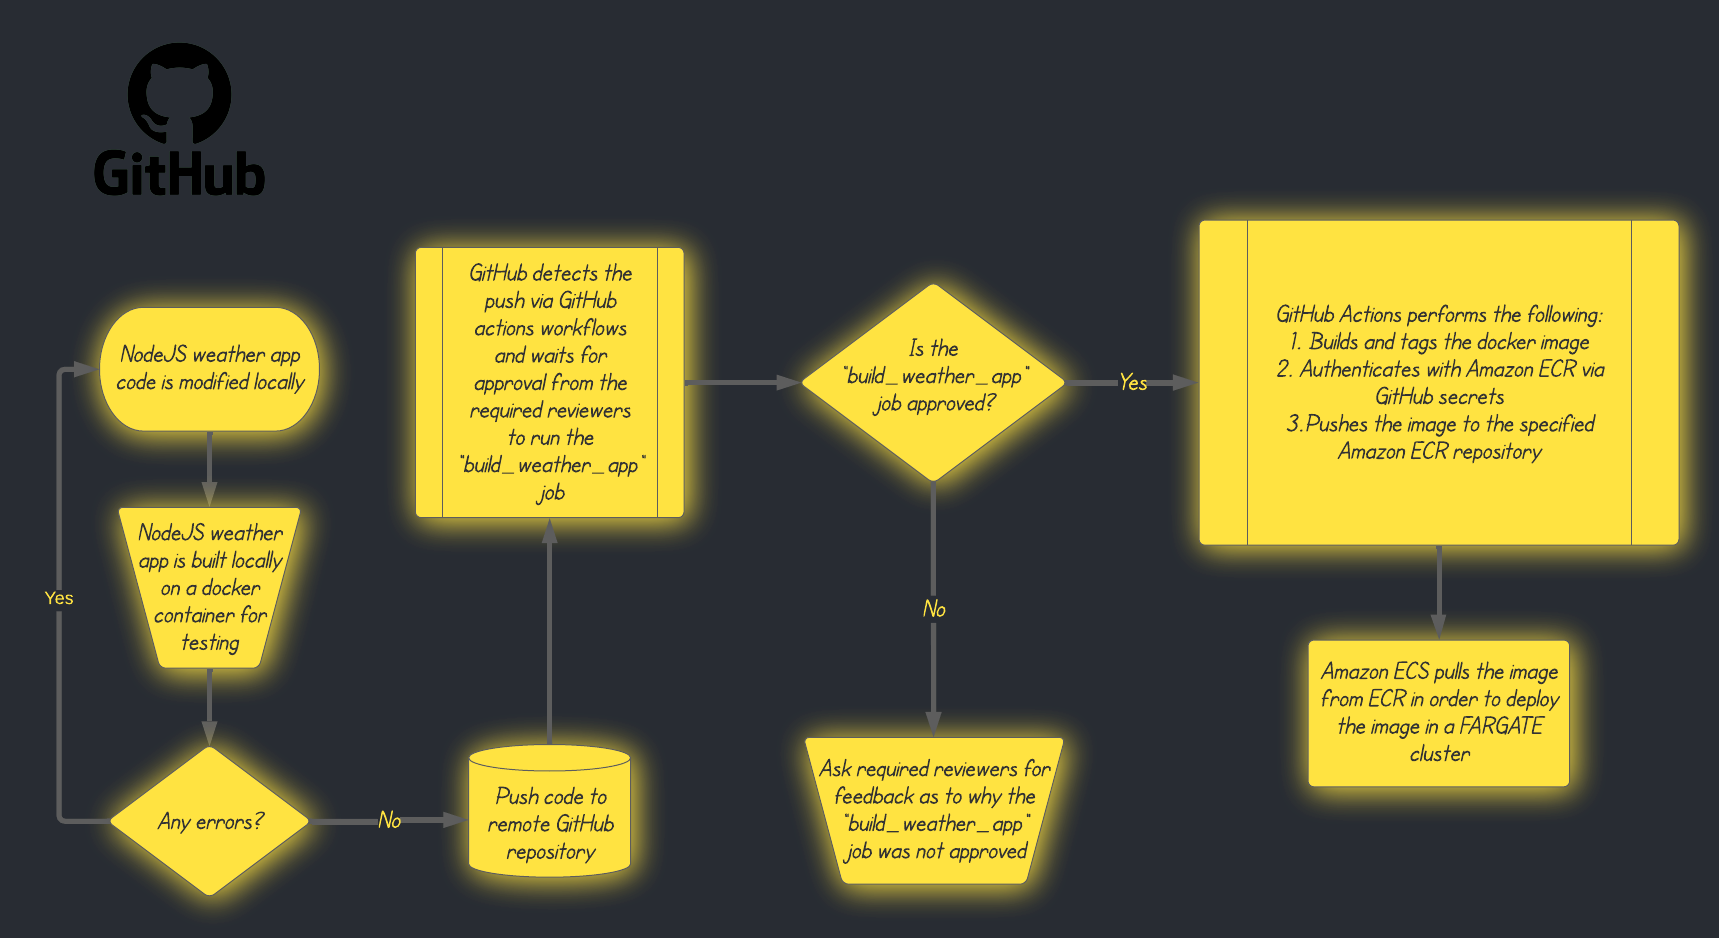 GitHub
NodeJS weather app
code is modified locally
NodeJS weather
app is built locally
on a docker
container for
testing
Any errors?
Yes
No
Push code to
remote GitHub
repository
GitHub detects the
push via GitHub
actions workflows
and waits for
approval from the
required reviewers
to run the
"build_weather_app"
job
Is the
"build_weather_app"
job approved?
No
Ask required reviewers for
feedback as to why the
"build_weather_app"
job was not approved
Yes
GitHub Actions performs the following:
1. Builds and tags the docker image
2. Authenticates with Amazon ECR via
GitHub secrets
3.Pushes the image to the specified
Amazon ECR repository
Amazon ECS pulls the image
from ECR in order to deploy
the image in a FARGATE
cluster